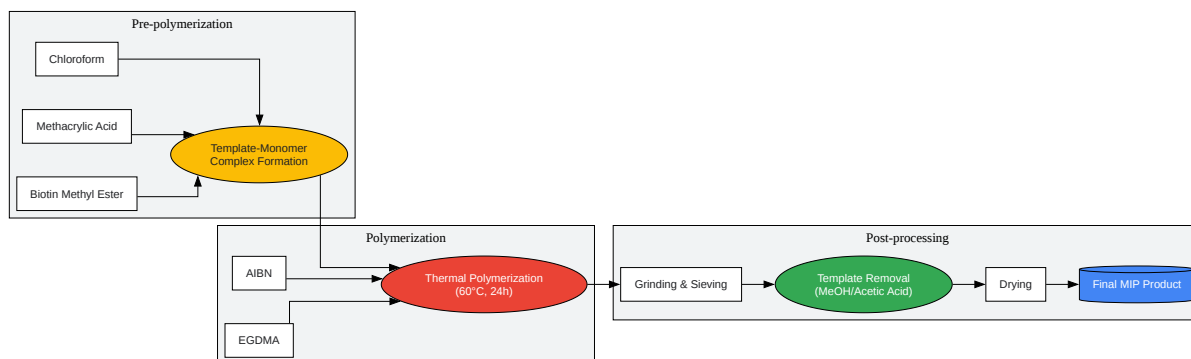 Pre-polymerization
Chloroform
Methacrylic Acid
Template-Monomer
Complex Formation
Biotin Methyl Ester
Polymerization
AIBN
Thermal Polymerization
(60°C, 24h)
EGDMA
Post-processing
Grinding & Sieving
Template Removal
(MeOH/Acetic Acid)
Drying
Final MIP Product